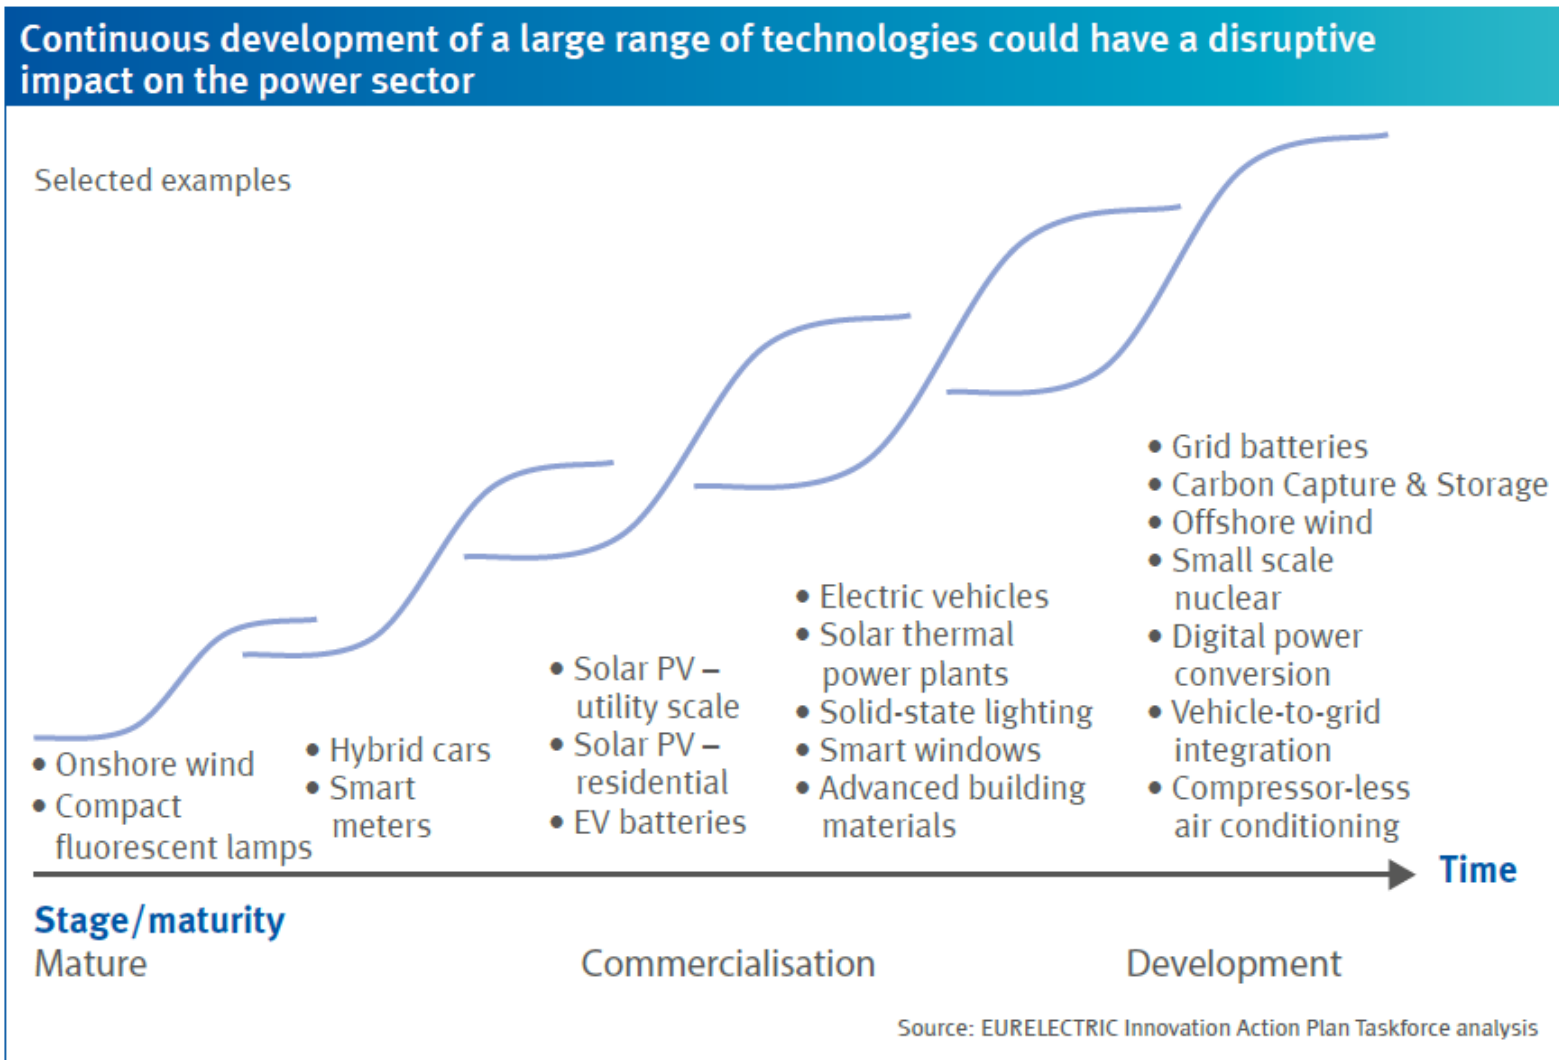 Continuous development of a large range of technologies could have a disruptive
impact on the power sector
Selected examples
• Onshore wind
• Compact
fluorescent lamps
• Hybrid cars
• Smart
meters
• Solar PV –
utility scale
• Solar PV –
residential
• EV batteries
• Electric vehicles
• Solar thermal
power plants
• Solid-state lighting
• Smart windows
• Advanced building
materials
• Grid batteries
• Carbon Capture & Storage
• Offshore wind
• Small scale
nuclear
• Digital power
conversion
• Vehicle-to-grid
integration
• Compressor-less
air conditioning
Time
Stage/maturity
Mature
Commercialisation
Development
Source: EURELECTRIC Innovation Action Plan Taskforce analysis